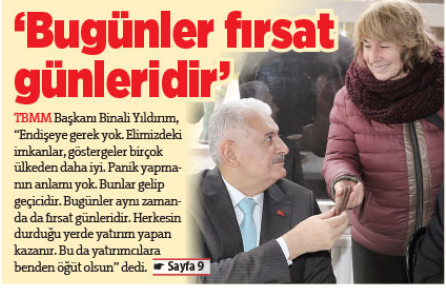 ‘Bugünler fırsat
günleridir’
TBMM Başkanı Binali Yıldırım,
“Endişeye gerek yok. Elimizdeki
imkanlar, göstergeler birçok
ülkeden daha iyi. Panik yapma-
nın anlamı yok. Bunlar gelip
geçicidir. Bugünler aynı zaman-
da da fırsat günleridir. Herkesin
durduğu yerde yatırım yapan
kazanır. Bu da yatırımcılara
benden öğüt olsun” dedi. ☛ Sayfa 9